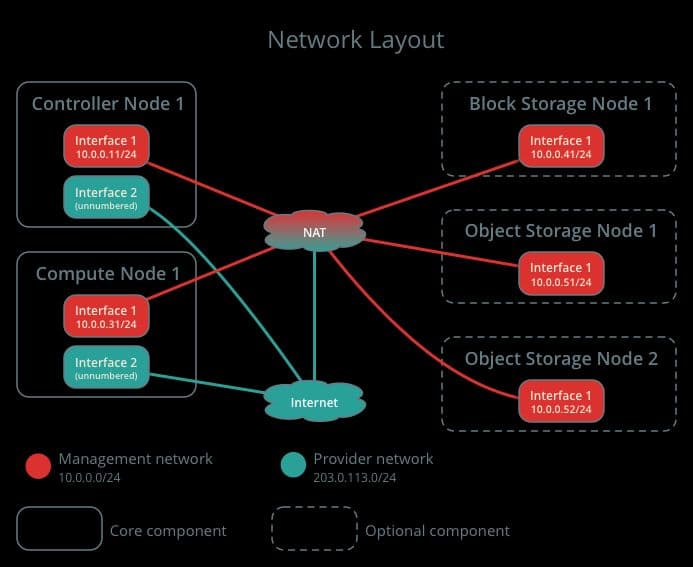 Network Layout
Controller Node 1
Interface 1
10.0.0.11/24
Interface 2
(unnumbered)
Compute Node 1
Interface 1
10.0.0.31/24
Interface 2
(unnumbered)
NAT
Internet
Block Storage Node 1
Interface 1
10.0.0.41/24
Object Storage Node 1
Interface 1
10.0.0.51/24
Object Storage Node 2
Interface 1
10.0.0.52/24
Management network
10.0.0.0/24
Provider network
203.0.113.0/24
Core component
Optional component